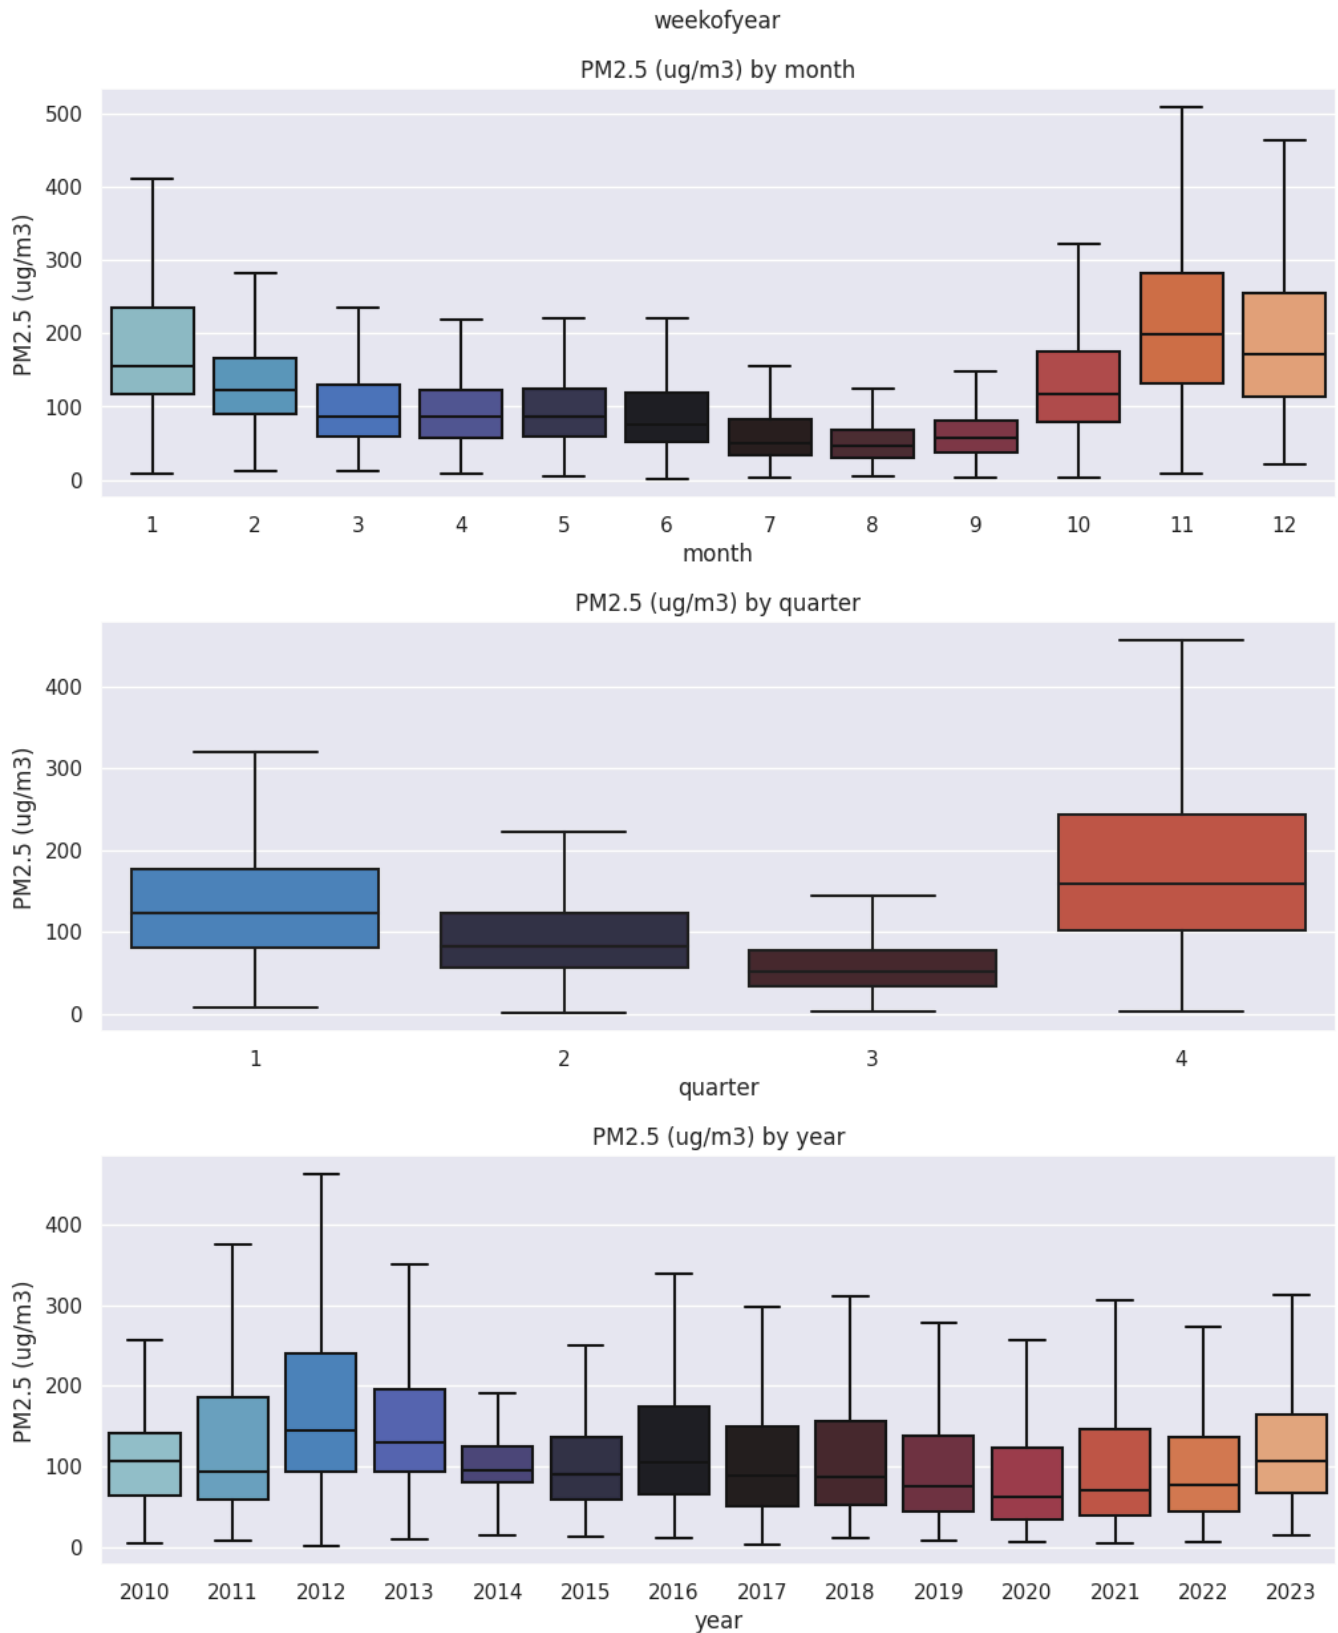 weekofyear
PM2.5 (ug/m3) by month
PM2.5 (ug/m3)
500
400
300
200
100
0
1 2 3 4 5 6 7 8 9 10 11 12
month
PM2.5 (ug/m3) by quarter
PM2.5 (ug/m3)
400
300
200
100
0
1 2 3 4
quarter
PM2.5 (ug/m3) by year
PM2.5 (ug/m3)
400
300
200
100
0
2010 2011 2012 2013 2014 2015 2016 2017 2018 2019 2020 2021 2022 2023
year